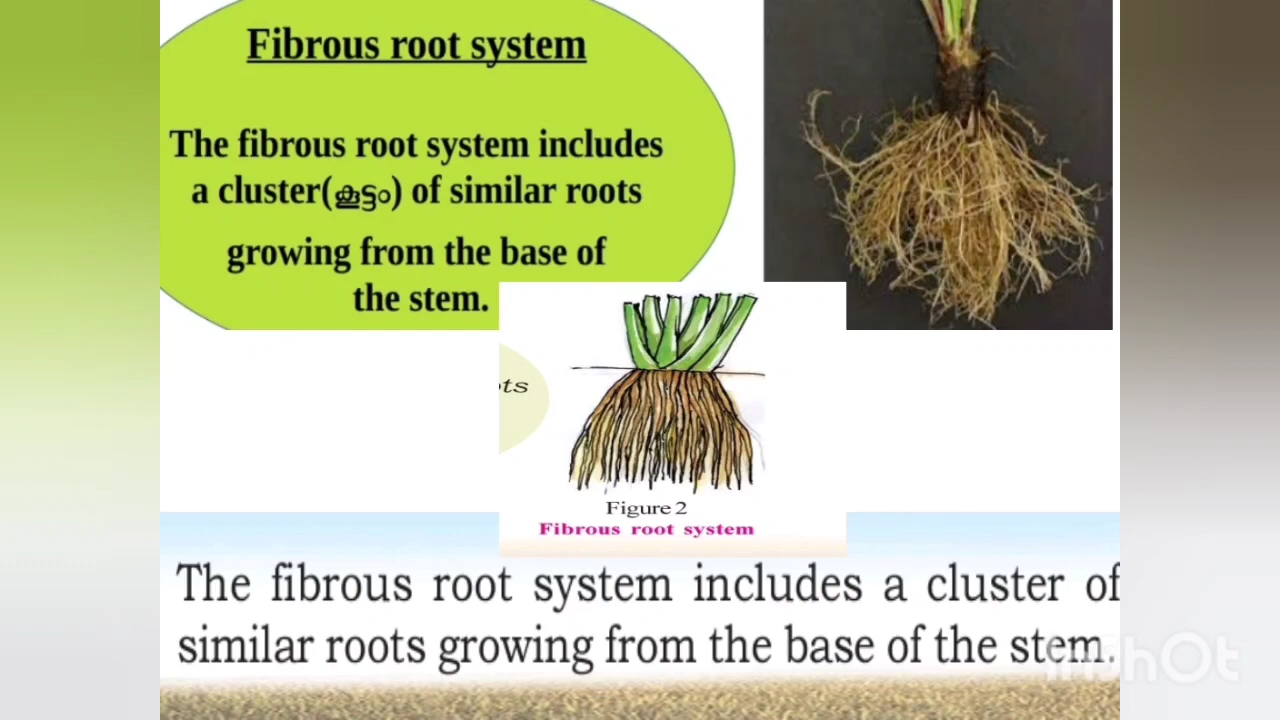 Fibrous root system
The fibrous root system includes
a cluster(കൂട്ടം) of similar roots
growing from the base of
the stem.
ots
Figure 2
Fibrous root system
The fibrous root system includes a cluster of
similar roots growing from the base of the stem.
InShOt